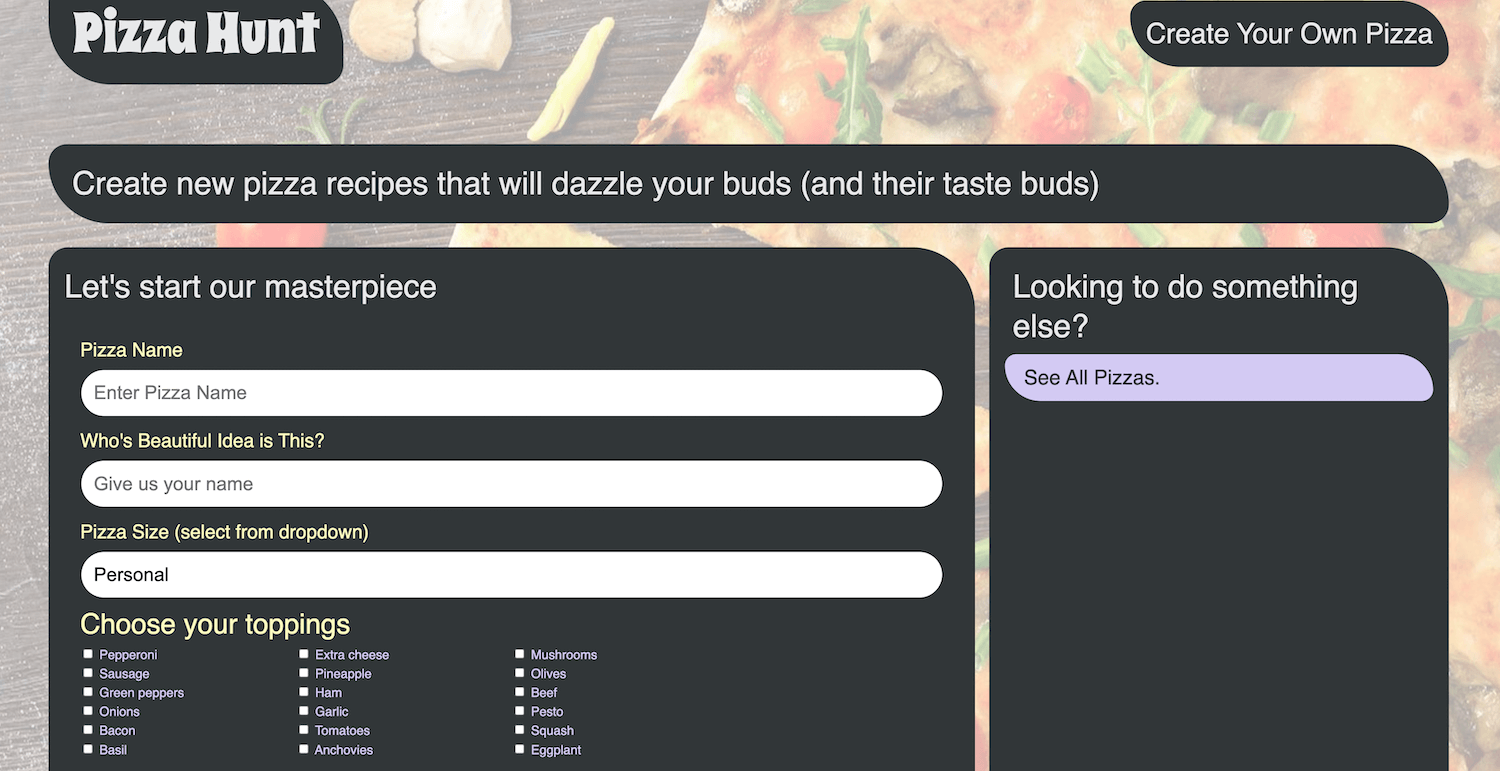 Pizza Hunt
Create Your Own Pizza
Create new pizza recipes that will dazzle your buds (and their taste buds)
Let's start our masterpiece
Pizza Name
Enter Pizza Name
Who's Beautiful Idea is This?
Give us your name
Pizza Size (select from dropdown)
Personal
Choose your toppings
Pepperoni
Extra cheese
Mushrooms
Sausage
Pineapple
Olives
Green peppers
Ham
Beef
Onions
Garlic
Pesto
Bacon
Tomatoes
Squash
Basil
Anchovies
Eggplant
Looking to do something
else?
See All Pizzas.